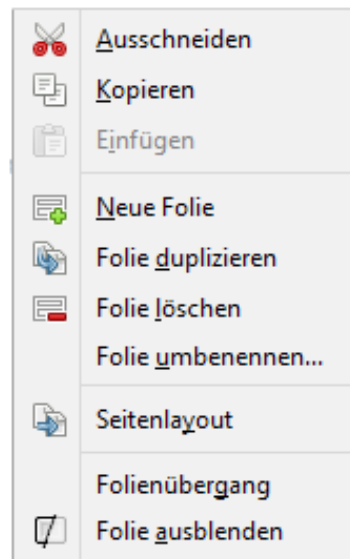 Ausschneiden
Kopieren
Einfügen
Neue Folie
Folie duplizieren
Folie löschen
Folie umbenennen...
Seitenlayout
Folienübergang
Folie ausblenden